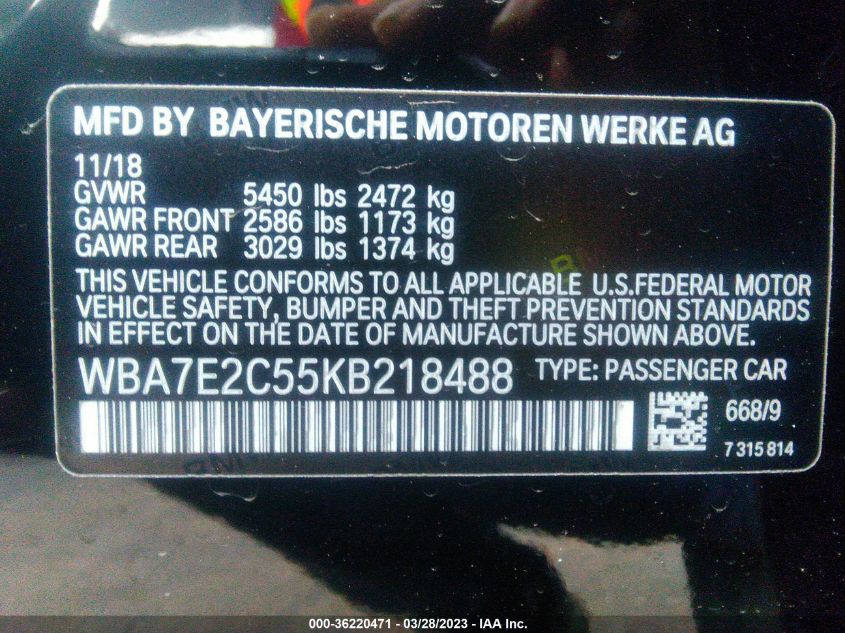 MFD BY BAYERISCHE MOTOREN WERKE AG
11/18
GVWR 5450 lbs 2472 kg
GAWR FRONT 2586 lbs 1173 kg
GAWR REAR 3029 lbs 1374 kg
THIS VEHICLE CONFORMS TO ALL APPLICABLE U.S.FEDERAL MOTOR
VEHICLE SAFETY, BUMPER AND THEFT PREVENTION STANDARDS
IN EFFECT ON THE DATE OF MANUFACTURE SHOWN ABOVE.
WBA7E2C55KB218488 TYPE: PASSENGER CAR
668/9
7 315 814
000-36220471 — 03/28/2023 — IAA Inc.